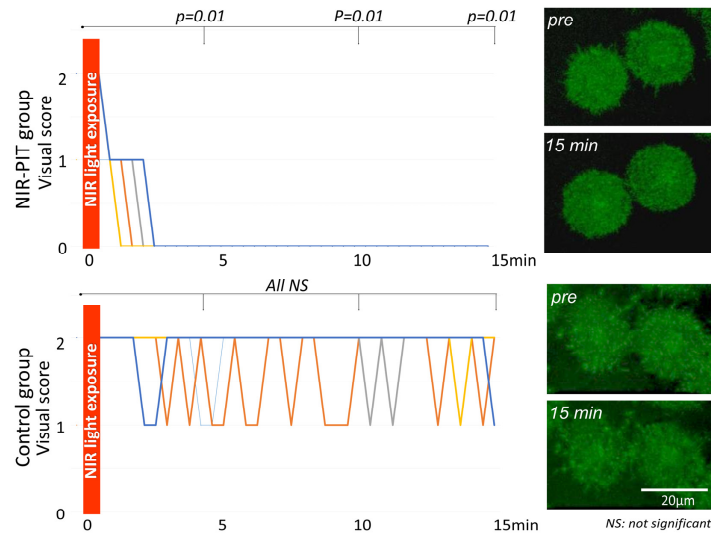 p=0.01 P=0.01 p=0.01
NIR-PIT group
Visual score
2
1
0
NIR light exposure
0 5 10 15min
pre
15 min
All NS
Control group
Visual score
2
1
0
NIR light exposure
0 5 10 15min
pre
15 min
20µm
NS: not significant